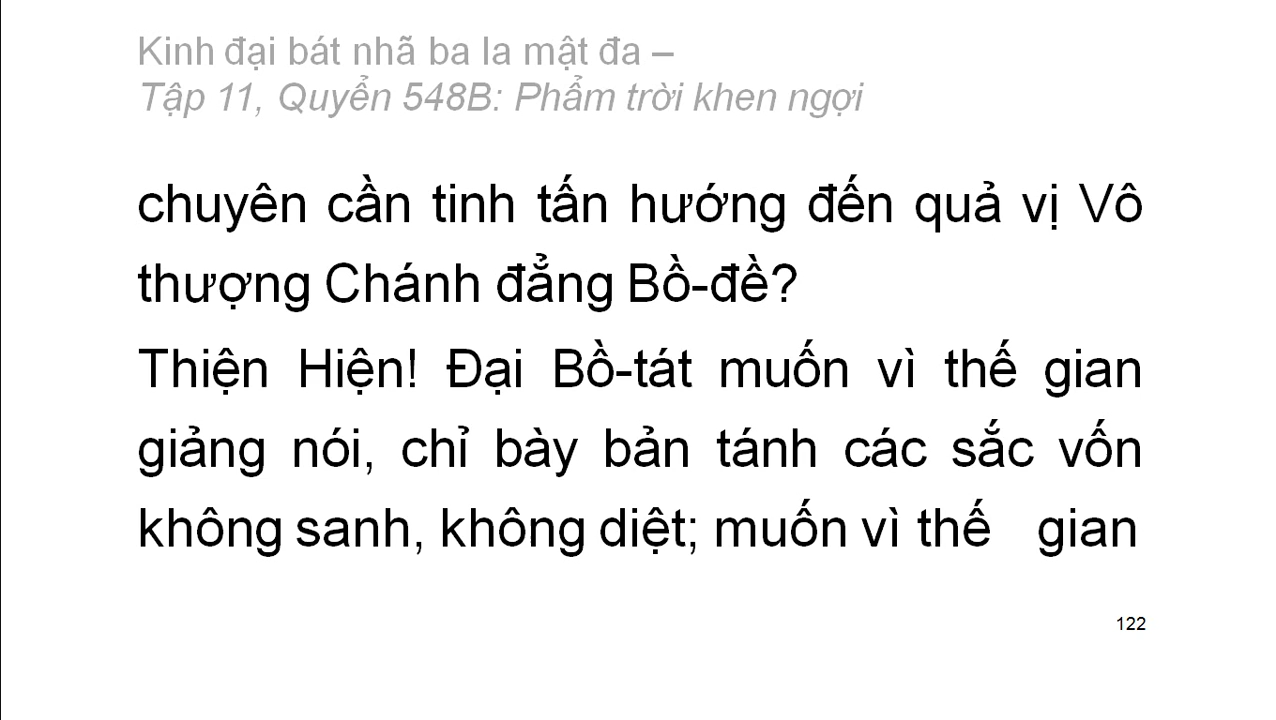 Kinh đại bát nhã ba la mật đa –
Tập 11, Quyển 548B: Phẩm trời khen ngợi
chuyên cần tinh tấn hướng đến quả vị Vô
thượng Chánh đẳng Bồ-đề?
Thiện Hiện! Đại Bồ-tát muốn vì thế gian
giảng nói, chỉ bày bản tánh các sắc vốn
không sanh, không diệt; muốn vì thế gian
122